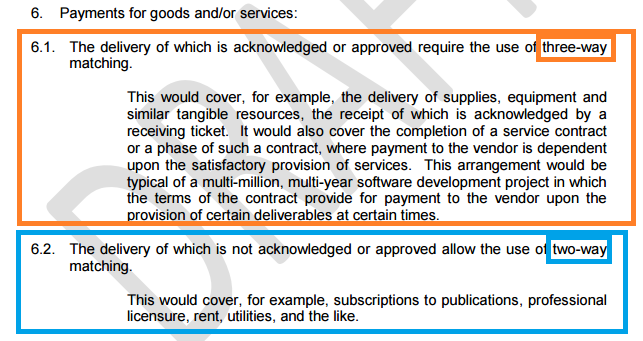 6. Payments for goods and/or services:
6.1. The delivery of which is acknowledged or approved require the use of three-way
matching.
This would cover, for example, the delivery of supplies, equipment and
similar tangible resources, the receipt of which is acknowledged by a
receiving ticket. It would also cover the completion of a service contract
or a phase of such a contract, where payment to the vendor is dependent
upon the satisfactory provision of services. This arrangement would be
typical of a multi-million, multi-year software development project in which
the terms of the contract provide for payment to the vendor upon the
provision of certain deliverables at certain times.
6.2. The delivery of which is not acknowledged or approved allow the use of two-way
matching.
This would cover, for example, subscriptions to publications, professional
licensure, rent, utilities, and the like.